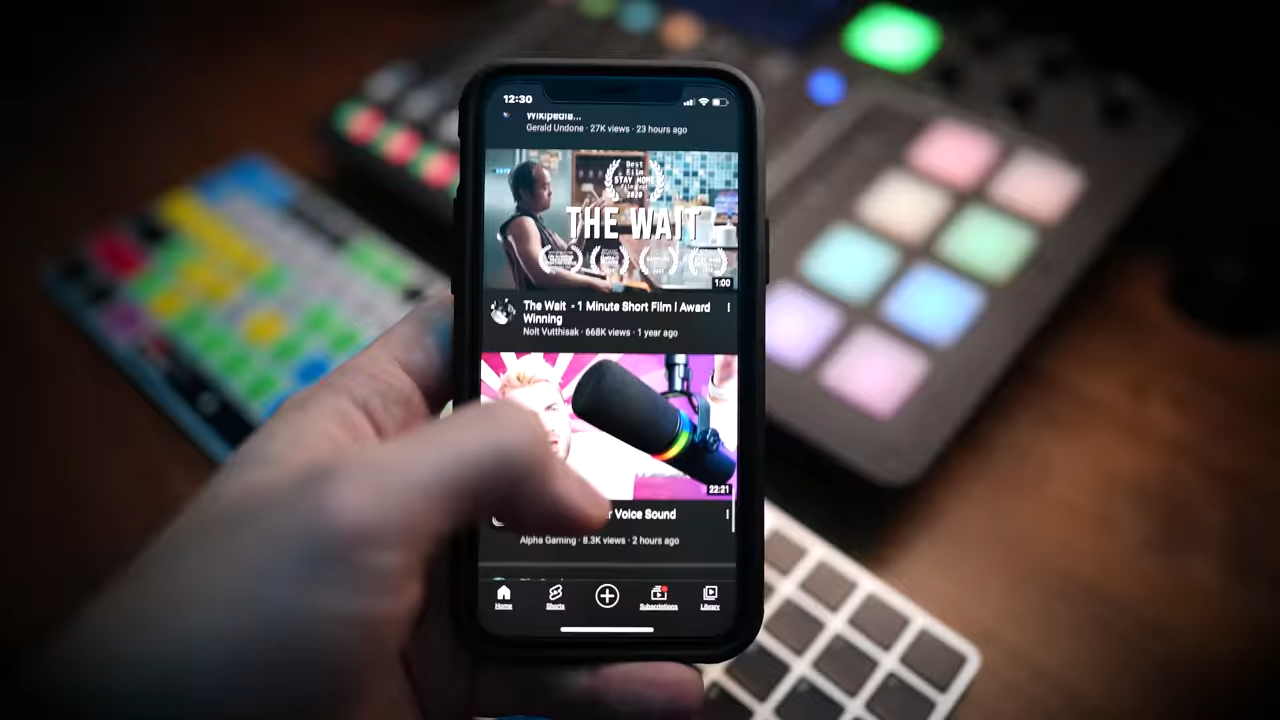 12:30
Wikipedia...
Gerald Undone · 27K views · 23 hours ago
Best
Film
STAY HOME
Film Fest
2020
THE WAIT
1:00
The Wait - 1 Minute Short Film | Award
Winning
Nolt Vutthisak · 668K views · 1 year ago
22:21
Voice Sound
Alpha Gaming · 8.3K views · 2 hours ago
Home
Shorts
Subscriptions
Library